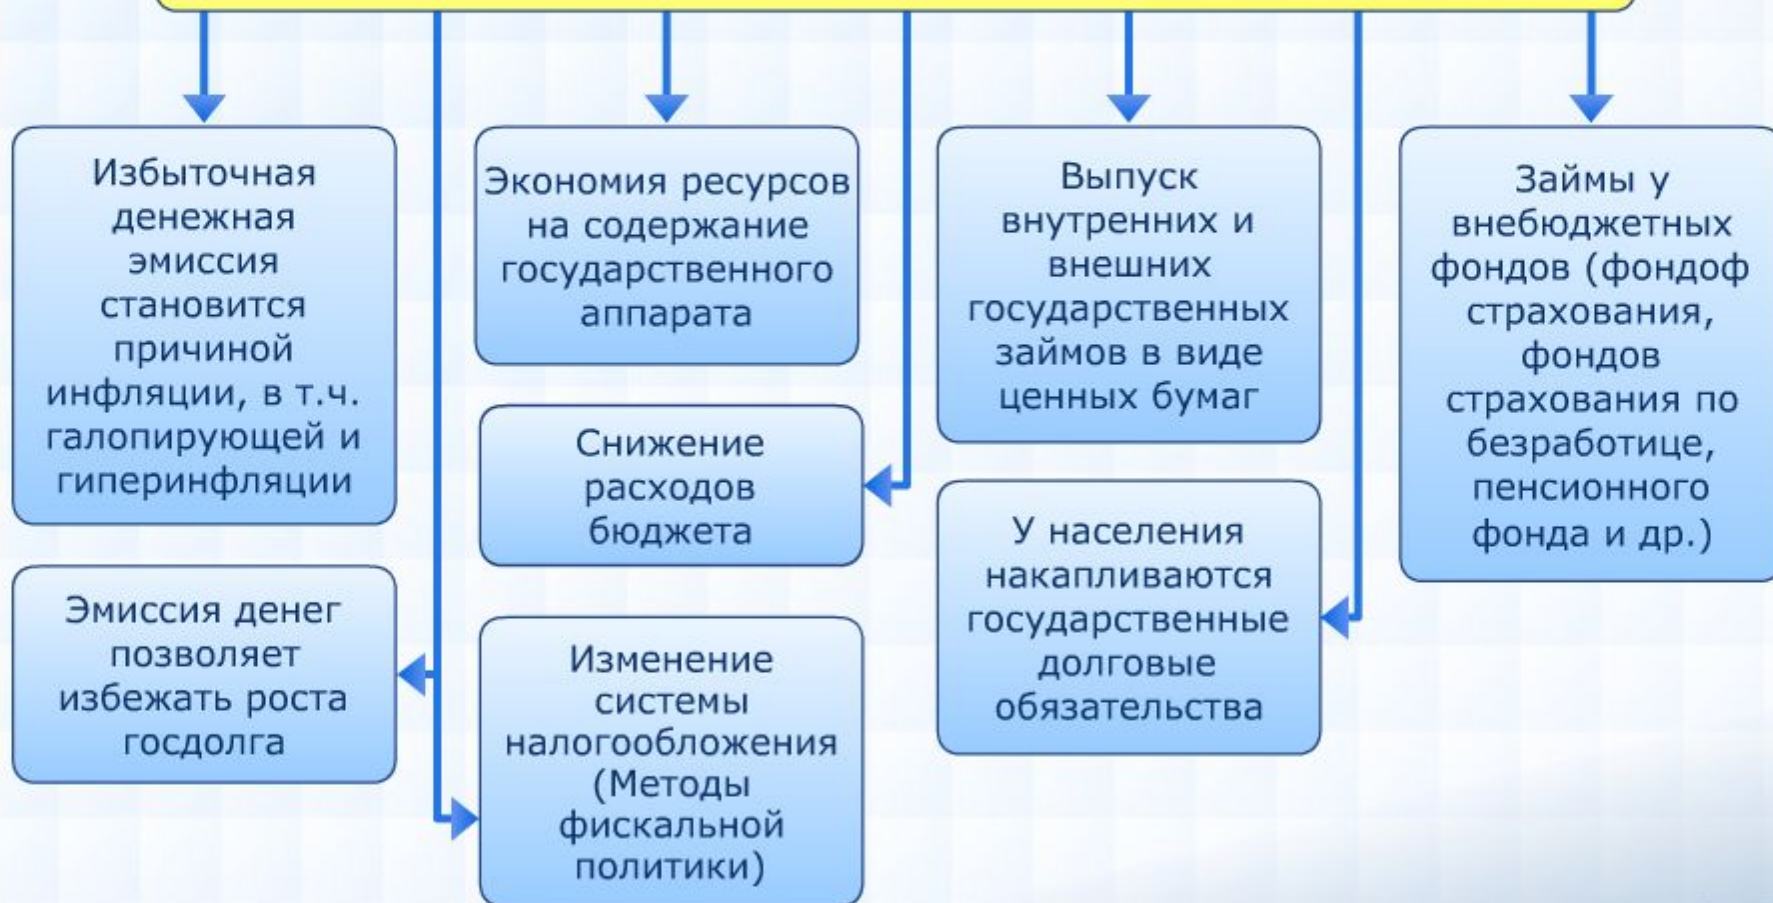 Избыточная
денежная
эмиссия
становится
причиной
инфляции, в т.ч.
галопирующей и
гиперинфляции
Эмиссия денег
позволяет
избежать роста
госдолга
Экономия ресурсов
на содержание
государственного
аппарата
Снижение
расходов
бюджета
Изменение
системы
налогообложения
(Методы
фискальной
политики)
Выпуск
внутренних и
внешних
государственных
займов в виде
ценных бумаг
У населения
накапливаются
государственные
долговые
обязательства
Займы у
внебюджетных
фондов (фондоф
страхования,
фондов
страхования по
безработице,
пенсионного
фонда и др.)